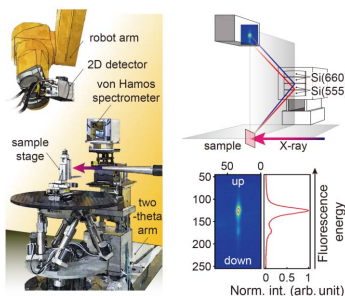 robot arm
2D detector
von Hamos
spectrometer
sample
stage
two
-theta
arm
Si(660
Si(555
sample
X-ray
50
0
50
100
150
200
250
up
down
0
0.5
1
Norm. int. (arb. unit)
Fluorescence
energy